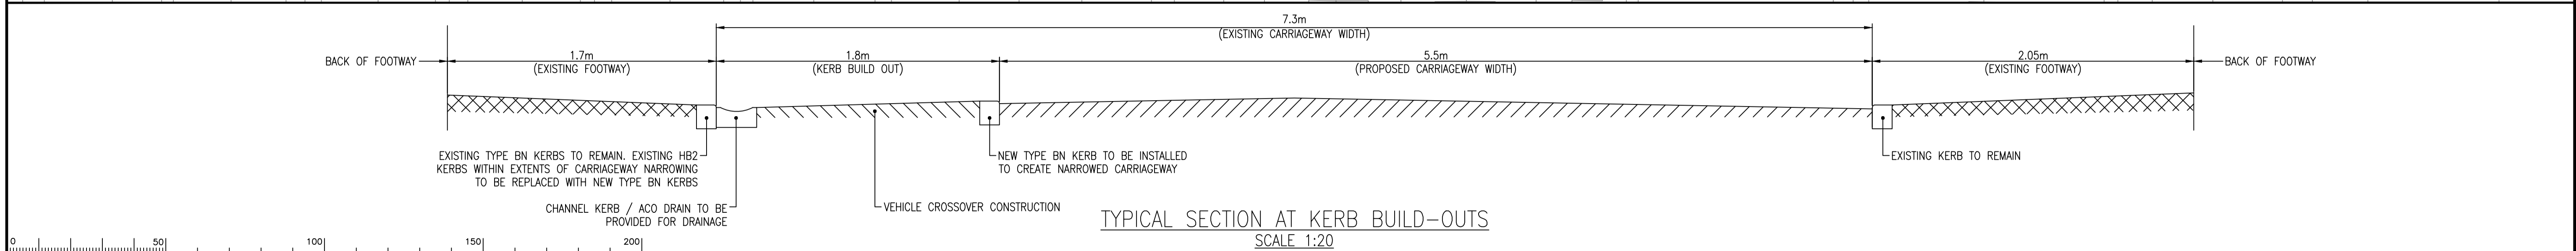 7.3m
(EXISTING CARRIAGEWAY WIDTH)
BACK OF FOOTWAY
1.7m
(EXISTING FOOTWAY)
1.8m
(KERB BUILD OUT)
5.5m
(PROPOSED CARRIAGEWAY WIDTH)
2.05m
(EXISTING FOOTWAY)
BACK OF FOOTWAY
EXISTING TYPE BN KERBS TO REMAIN. EXISTING HB2
KERBS WITHIN EXTENTS OF CARRIAGEWAY NARROWING
TO BE REPLACED WITH NEW TYPE BN KERBS
NEW TYPE BN KERB TO BE INSTALLED
TO CREATE NARROWED CARRIAGEWAY
EXISTING KERB TO REMAIN
CHANNEL KERB / ACO DRAIN TO BE
PROVIDED FOR DRAINAGE
VEHICLE CROSSOVER CONSTRUCTION
TYPICAL SECTION AT KERB BUILD-OUTS
SCALE 1:20
0 50 100 150 200